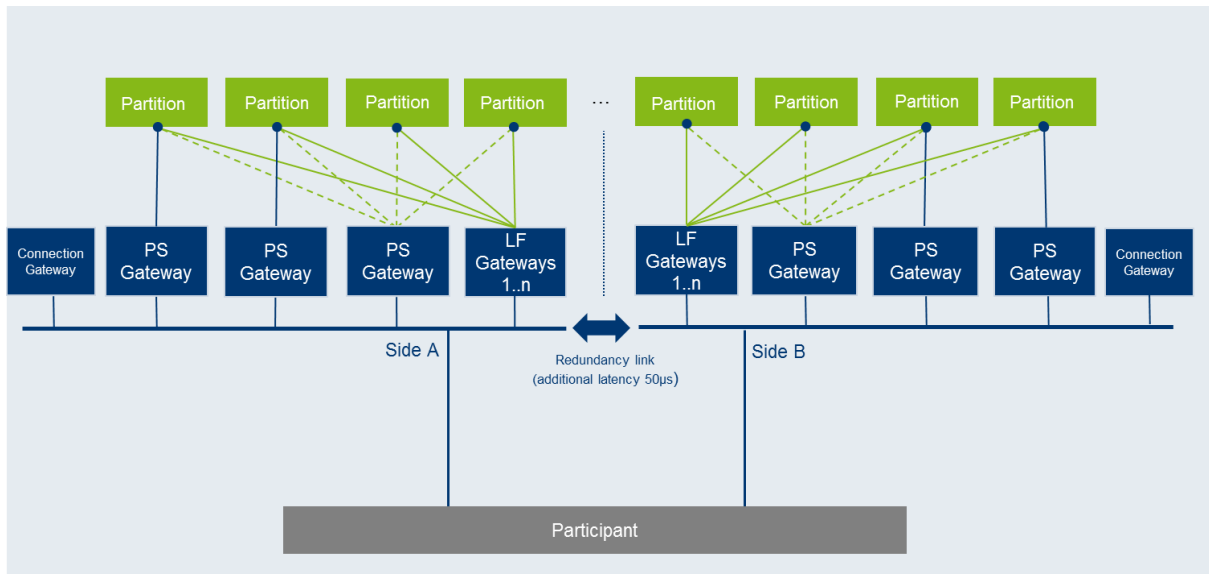 Partition
Partition
Partition
Partition
...
Partition
Partition
Partition
Partition
Connection
Gateway
PS
Gateway
PS
Gateway
PS
Gateway
LF
Gateways
1..n
LF
Gateways
1..n
PS
Gateway
PS
Gateway
PS
Gateway
Connection
Gateway
Side A
Redundancy link
(additional latency 50µs)
Side B
Participant